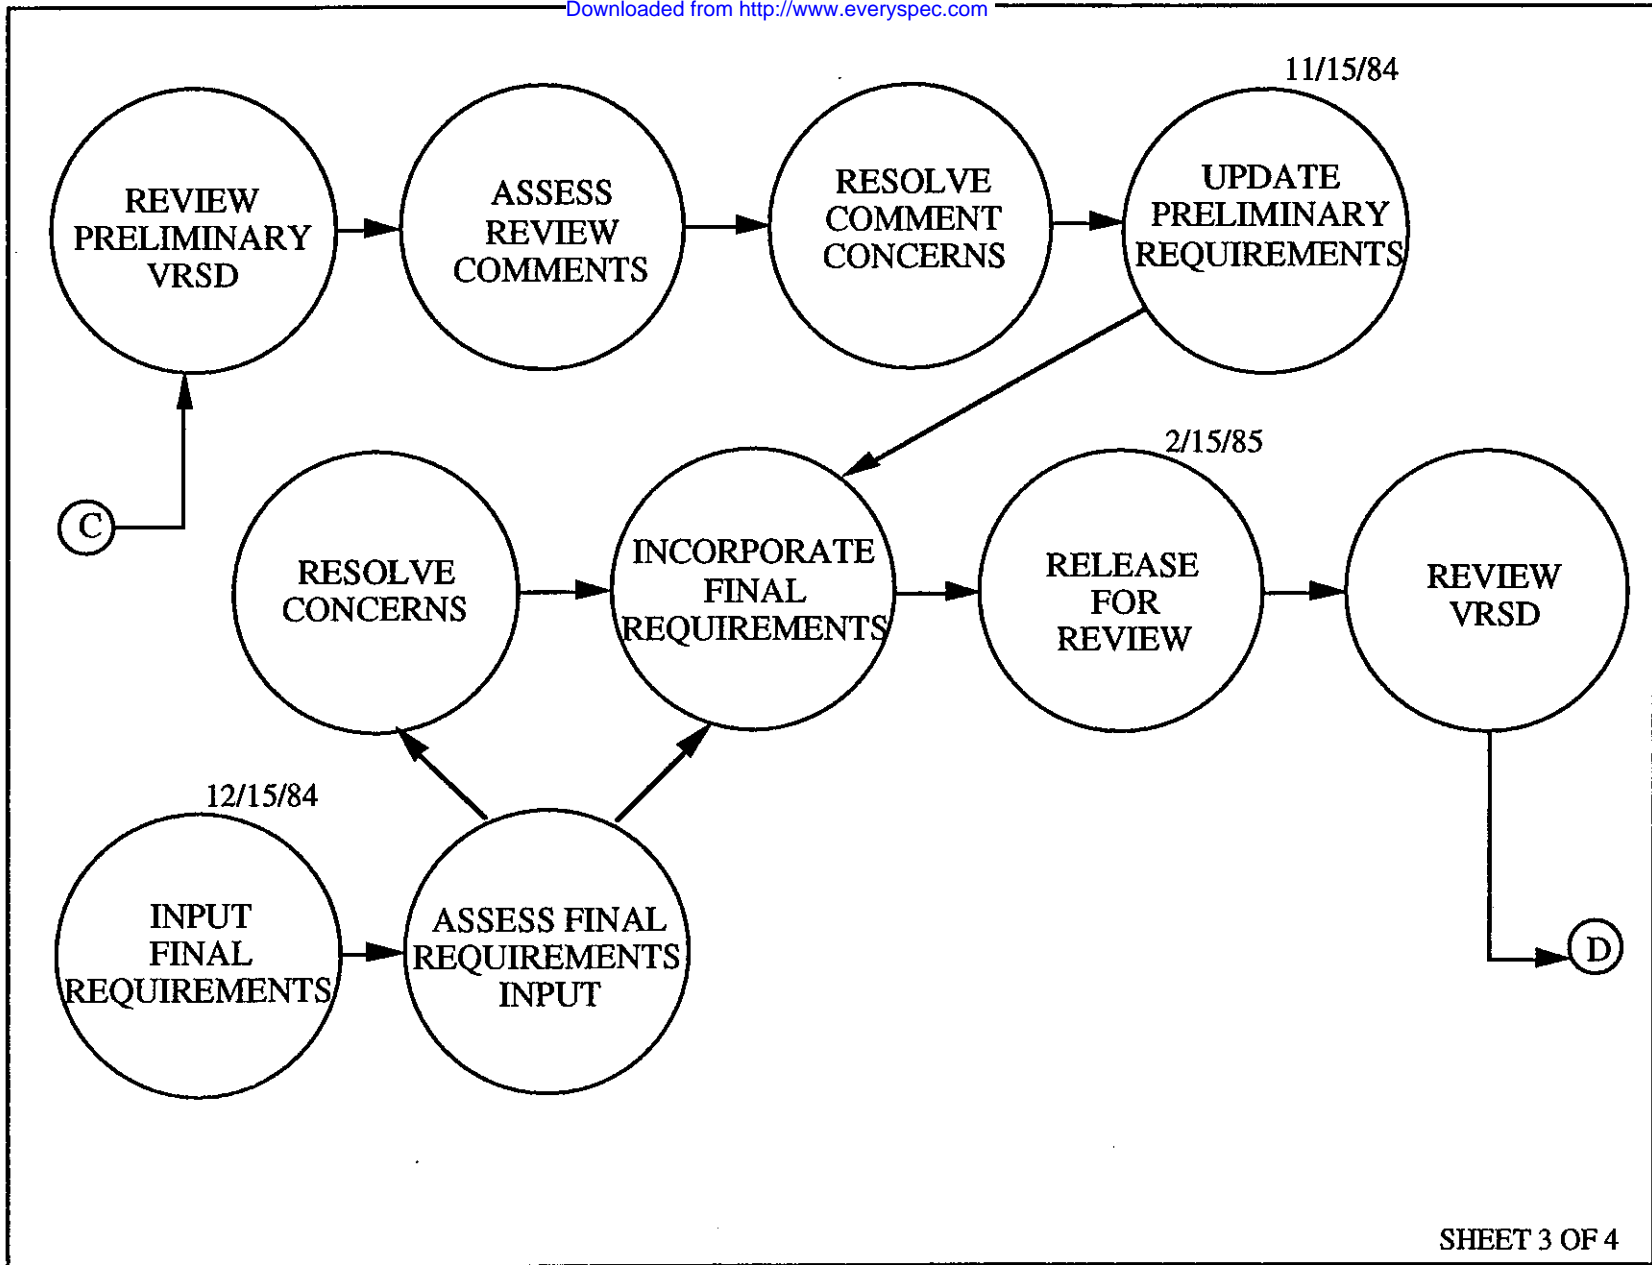 Downloaded from http://www.everyspec.com
11/15/84
REVIEW
PRELIMINARY
VRSD
ASSESS
REVIEW
COMMENTS
RESOLVE
COMMENT
CONCERNS
UPDATE
PRELIMINARY
REQUIREMENTS
2/15/85
C
RESOLVE
CONCERNS
INCORPORATE
FINAL
REQUIREMENTS
RELEASE
FOR
REVIEW
REVIEW
VRSD
12/15/84
INPUT
FINAL
REQUIREMENTS
ASSESS FINAL
REQUIREMENTS
INPUT
D
SHEET 3 OF 4